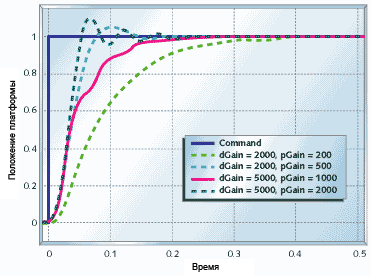 Положение платформы
1
0.8
0.6
0.4
0.2
0
Command
dGain = 2000, pGain = 200
dGain = 2000, pGain = 500
dGain = 5000, pGain = 1000
dGain = 5000, pGain = 2000
0 0.1 0.2 0.3 0.4 0.5
Время